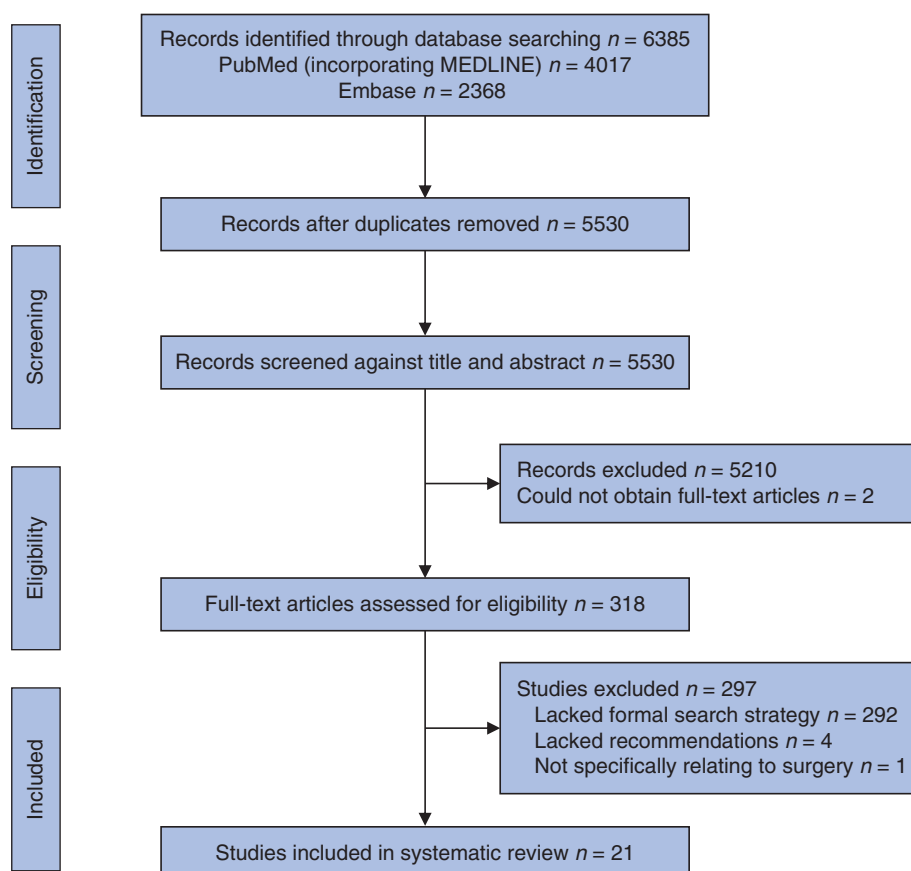 Identification
Records identified through database searching n = 6385
PubMed (incorporating MEDLINE) n = 4017
Embase n = 2368
Records after duplicates removed n = 5530
Screening
Records screened against title and abstract n = 5530
Records excluded n = 5210
Could not obtain full-text articles n = 2
Eligibility
Full-text articles assessed for eligibility n = 318
Studies excluded n = 297
Lacked formal search strategy n = 292
Lacked recommendations n = 4
Not specifically relating to surgery n = 1
Included
Studies included in systematic review n = 21